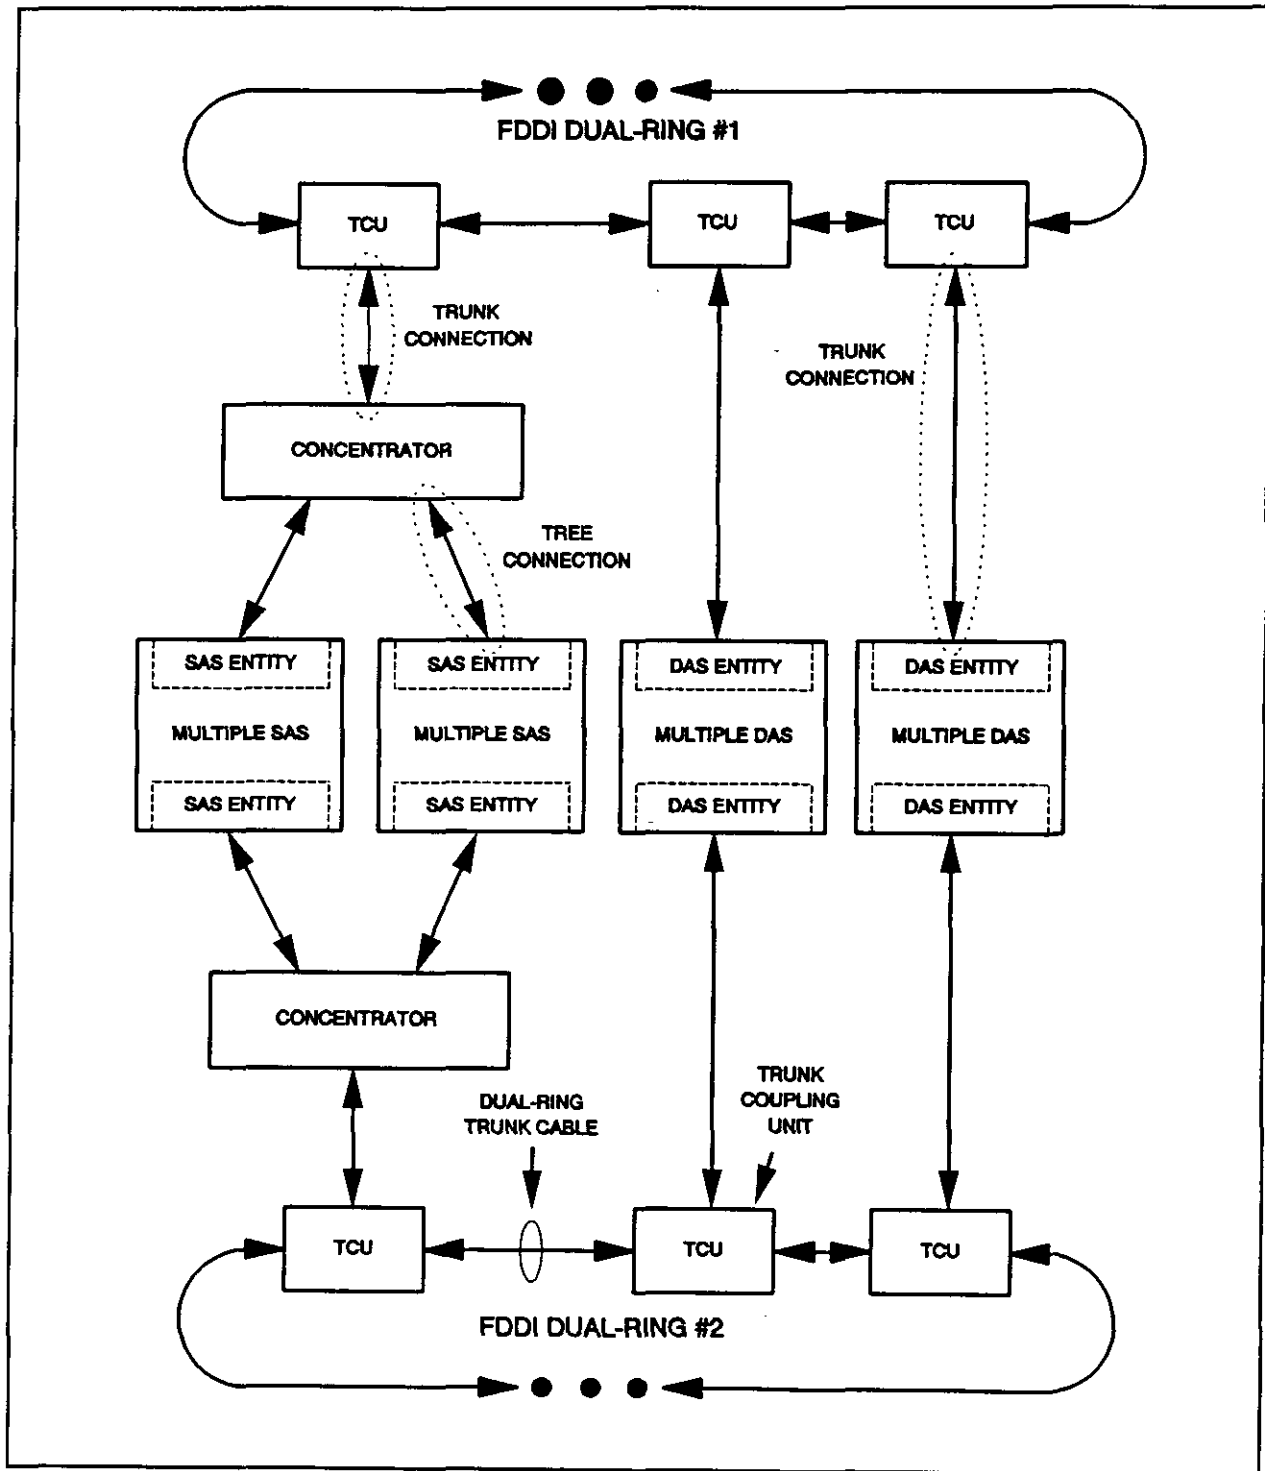 FDDI DUAL-RING #1
TCU
TCU
TCU
TRUNK
CONNECTION
TRUNK
CONNECTION
CONCENTRATOR
TREE
CONNECTION
SAS ENTITY
SAS ENTITY
DAS ENTITY
DAS ENTITY
MULTIPLE SAS
MULTIPLE SAS
MULTIPLE DAS
MULTIPLE DAS
SAS ENTITY
SAS ENTITY
DAS ENTITY
DAS ENTITY
CONCENTRATOR
DUAL-RING
TRUNK CABLE
TRUNK
COUPLING
UNIT
TCU
TCU
TCU
FDDI DUAL-RING #2